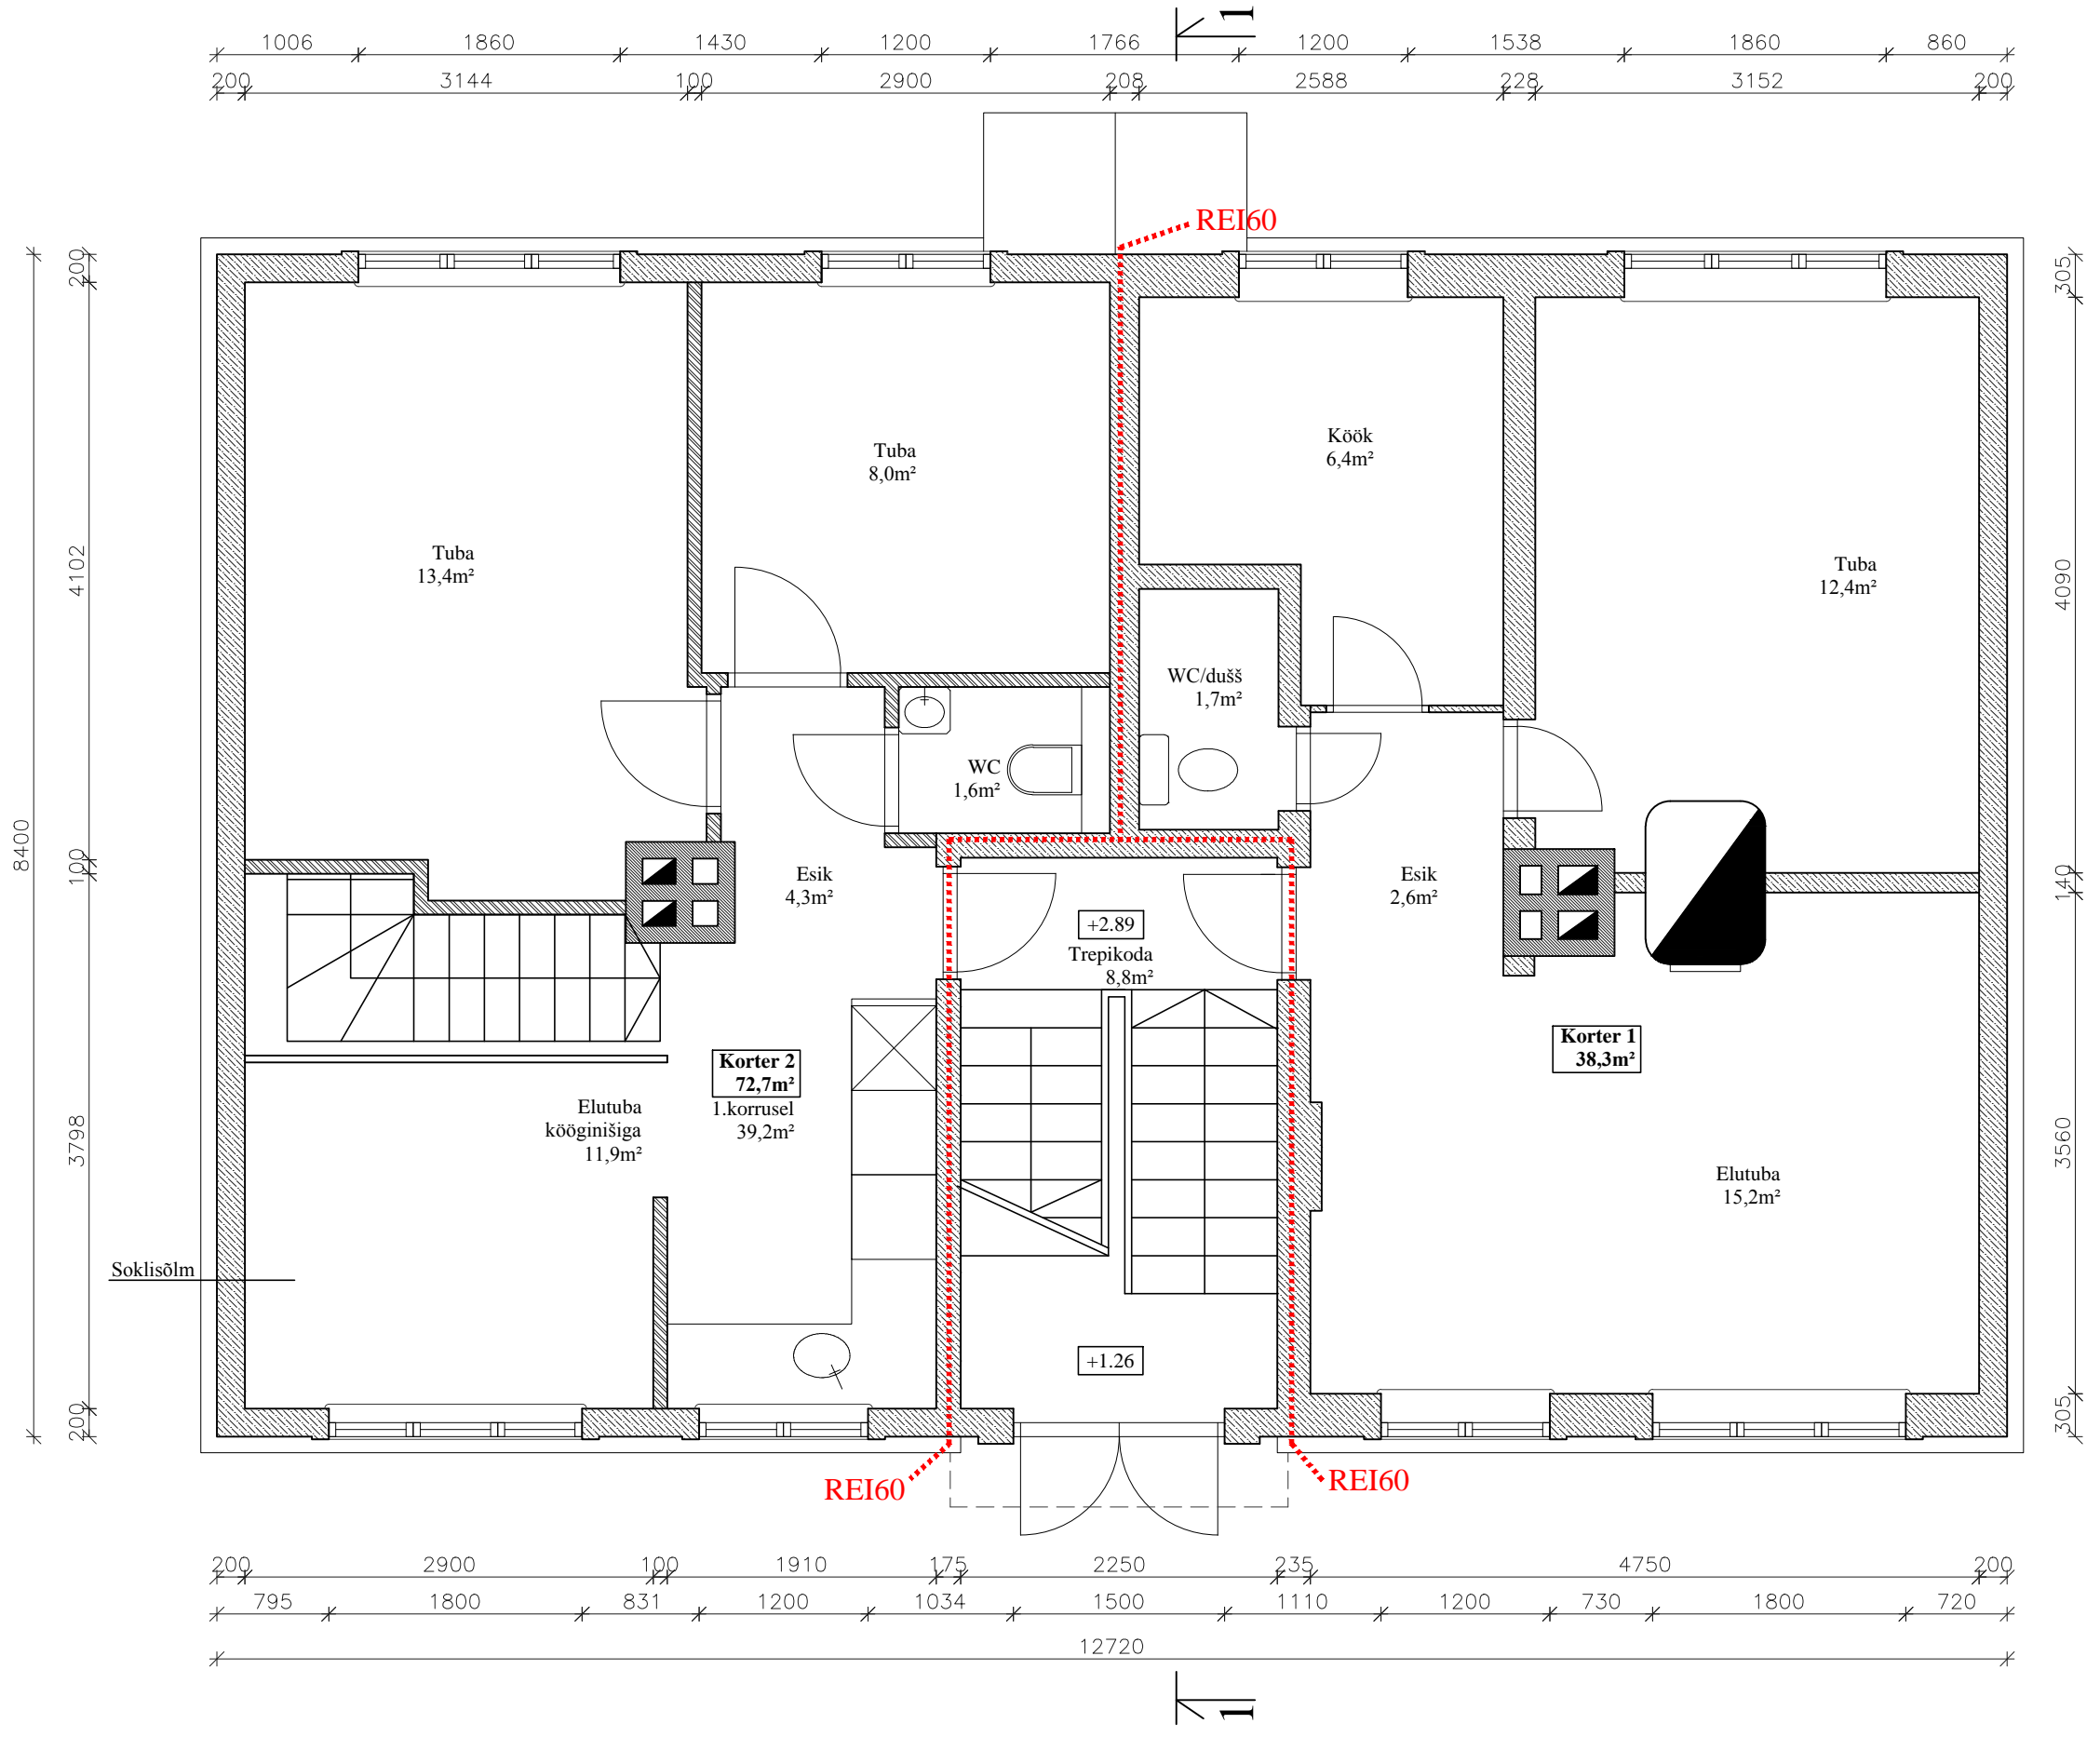 1
1006 1860 1430 1200 1766 1200 1538 1860 860
200 3144 100 2900 208 2588 228 3152 200
REI60
200
4102
100
3798
200
8400
305
4090
140
3560
305
Tuba
13,4m²
Tuba
8,0m²
Köök
6,4m²
Tuba
12,4m²
WC/dušš
1,7m²
WC
1,6m²
Esik
4,3m²
Esik
2,6m²
+2.89
Trepikoda
8,8m²
Korter 2
72,7m²
1.korrusel
39,2m²
Korter 1
38,3m²
Elutuba
kööginišiga
11,9m²
Elutuba
15,2m²
Soklisõlm
+1.26
REI60
REI60
200 2900 100 1910 175 2250 235 4750 200
795 1800 831 1200 1034 1500 1110 1200 730 1800 720
12720
1